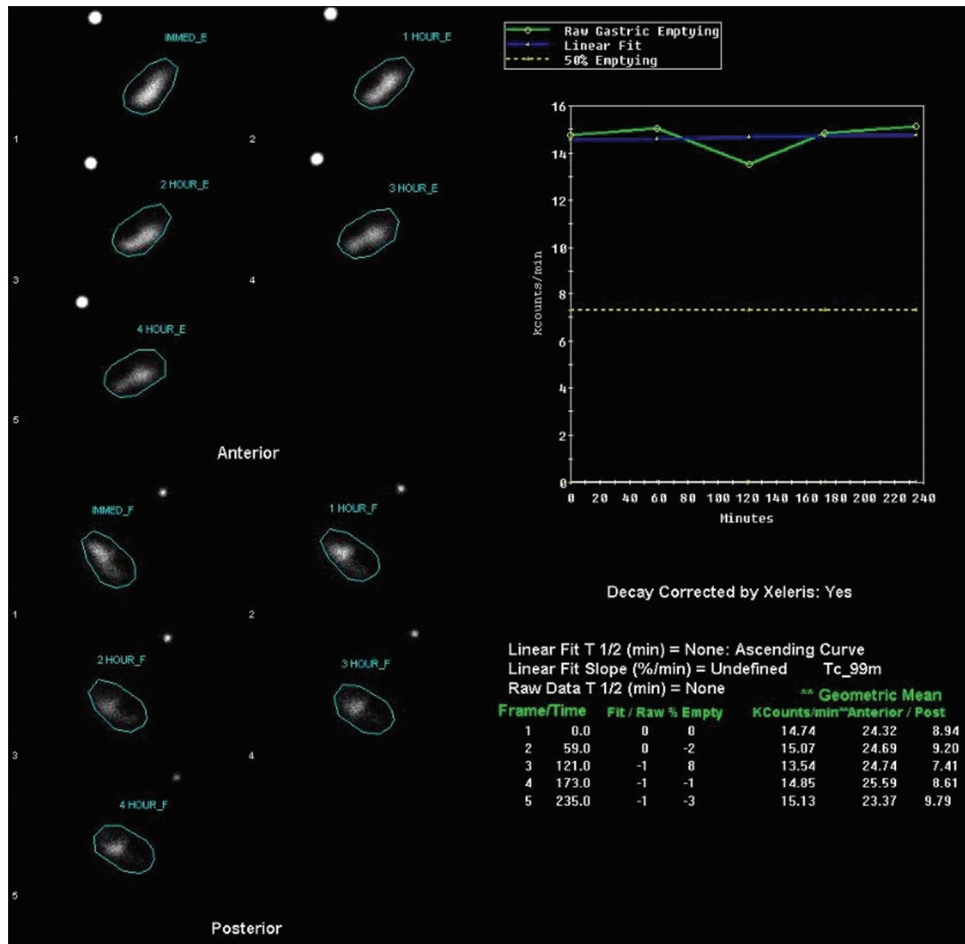 IMMED_E
1 HOUR_E
1
2
2 HOUR_E
3 HOUR_E
3
4
4 HOUR_E
5
Anterior
IMMED_F
1 HOUR_F
1
2
2 HOUR_F
3 HOUR_F
3
4
4 HOUR_F
5
Posterior
Raw Gastric Emptying
Linear Fit
50% Emptying
16
14
12
10
8
6
4
2
0
kcounts/min
0 20 40 60 80 100 120 140 160 180 200 220 240
Minutes
Decay Corrected by Xeleris: Yes
Linear Fit T 1/2 (min) = None: Ascending Curve
Linear Fit Slope (%/min) = Undefined Tc_99m
Raw Data T 1/2 (min) = None
** Geometric Mean
Frame/Time Fit / Raw % Empty KCounts/min**Anterior / Post
1 0.0 0 0 14.74 24.32 8.94
2 59.0 0 -2 15.07 24.69 9.20
3 121.0 -1 8 13.54 24.74 7.41
4 173.0 -1 -1 14.85 25.59 8.61
5 235.0 -1 -3 15.13 23.37 9.79